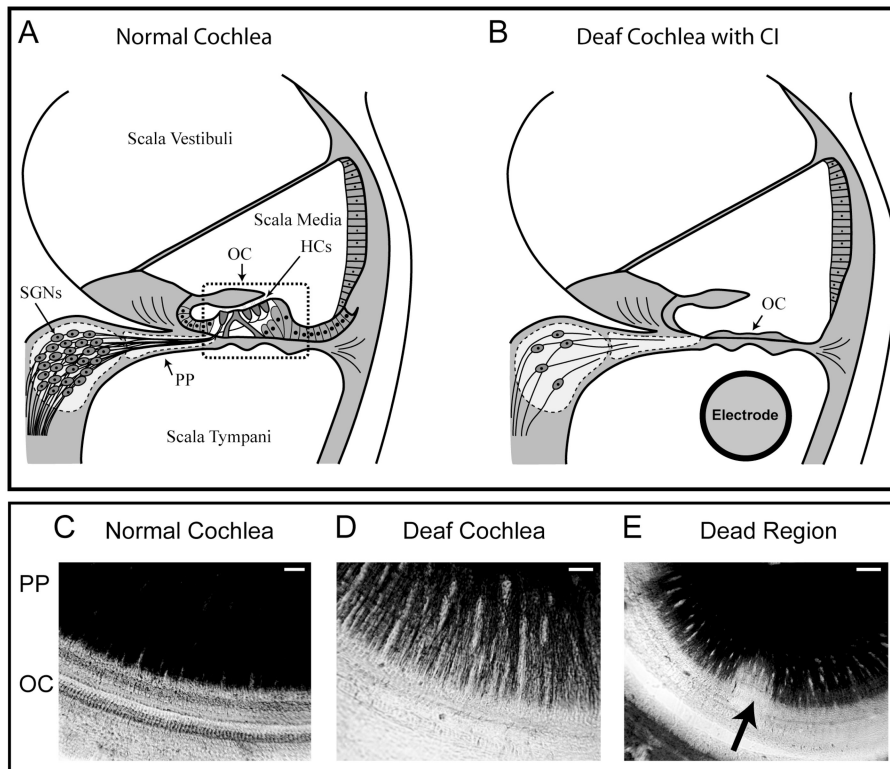 A
Normal Cochlea
B
Deaf Cochlea with CI
Scala Vestibuli
Scala Media
HCs
OC
SGNs
PP
Scala Tympani
OC
Electrode
C
Normal Cochlea
D
Deaf Cochlea
E
Dead Region
PP
OC